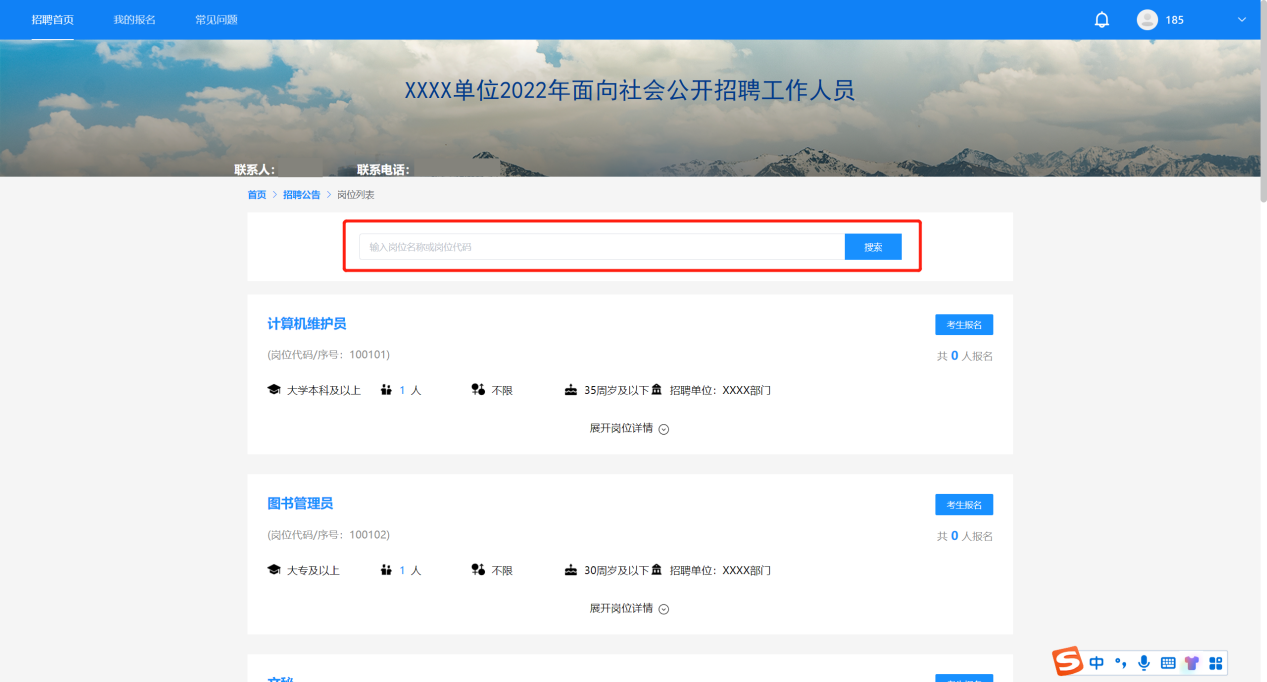 招聘首页 我的报名 常见问题 185
XXXX单位2022年面向社会公开招聘工作人员
联系人: 联系电话:
首页 > 招聘公告 > 岗位列表
输入岗位名称或岗位代码 搜索
计算机维护员 考生报名
(岗位代码/序号: 100101) 共 0 人报名
大学本科及以上 1 人 不限 35周岁及以下 招聘单位: XXXX部门
展开岗位详情
图书管理员 考生报名
(岗位代码/序号: 100102) 共 0 人报名
大专及以上 1 人 不限 30周岁及以下 招聘单位: XXXX部门
展开岗位详情
S 中